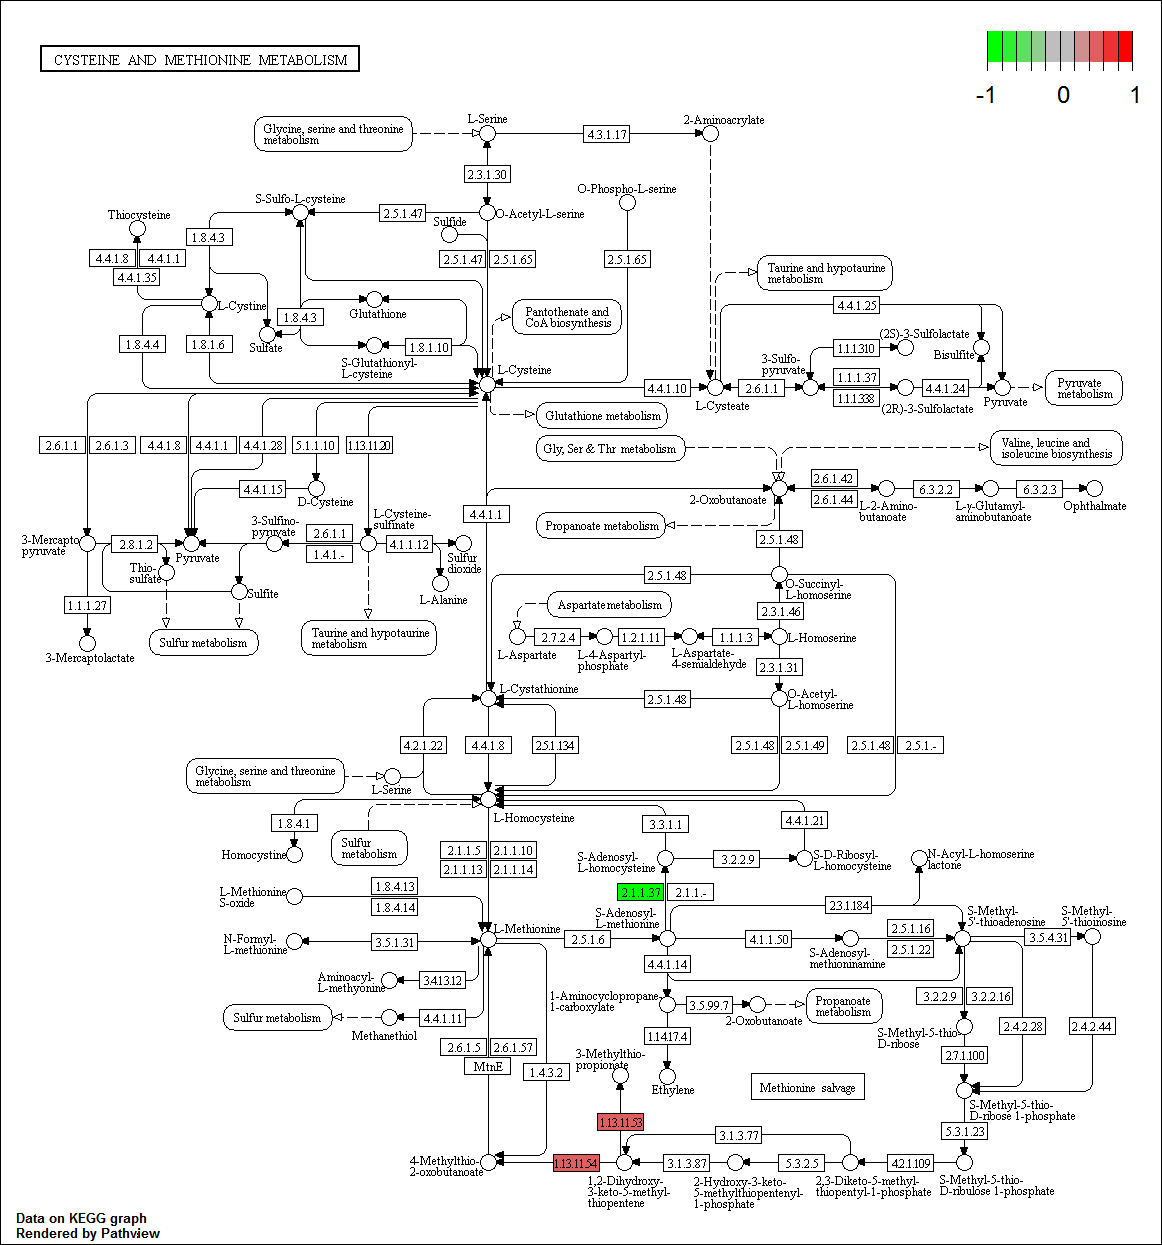 CYSTEINE AND METHIONINE METABOLISM
-1 0 1
Glycine, serine and threonine
metabolism
L-Serine
4.3.1.17
2-Aminoacrylate
2.3.1.30
O-Phospho-L-serine
S-Sulfo-L-cysteine
2.5.1.47
O-Acetyl-L-serine
Thiocysteine
Sulfide
1.8.4.3
4.4.1.8
4.4.1.1
4.4.1.35
2.5.1.47
2.5.1.65
2.5.1.65
Taurine and hypotaurine
metabolism
L-Cystine
Glutathione
1.8.4.3
Pantothenate and
CoA biosynthesis
4.4.1.25
4.4.1.4
1.8.1.6
Sulfate
1.8.1.10
S-Glutathionyl-
L-cysteine
L-Cysteine
3-Sulfo-
pyruvate
1.1.1310
(2S)-3-Sulfolactate
Bisulfite
4.4.1.10
L-Cysteate
2.6.1.1
1.1.1.37
1.1.1338
4.4.1.24
(2R)-3-Sulfolactate
Pyruvate
Pyruvate
metabolism
Glutathione metabolism
2.6.1.1
2.6.1.3
4.4.1.8
4.4.1.1
4.4.1.28
5.1.1.10
1.13.11.20
Gly, Ser & Thr metabolism
Valine, leucine and
isoleucine biosynthesis
4.4.1.15
D-Cysteine
4.4.1.1
2-Oxobutanoate
2.6.1.42
2.6.1.44
L-2-Amino-
butanoate
6.3.2.2
L-γ-Glutamyl-
aminobutanoate
6.3.2.3
Ophthalmate
Propanoate metabolism
3-Mercapto
pyruvate
2.8.1.2
Pyruvate
3-Sulfino-
pyruvate
2.6.1.1
1.4.1.-
L-Cysteine-
sulfinate
4.1.1.12
Sulfur
dioxide
2.5.1.48
Thio-
sulfate
Sulfite
L-Alanine
2.5.1.48
O-Succinyl-
L-homoserine
1.1.1.27
Aspartate metabolism
2.3.1.46
3-Mercaptolactate
Sulfur metabolism
Taurine and hypotaurine
metabolism
L-Aspartate
2.7.2.4
L-4-Aspartyl-
phosphate
1.2.1.11
L-Aspartate-
4-semialdehyde
1.1.1.3
L-Homoserine
2.3.1.31
L-Cystathionine
2.5.1.48
O-Acetyl-
L-homoserine
4.2.1.22
4.4.1.8
2.5.1.134
2.5.1.48
2.5.1.49
2.5.1.48
2.5.1.-
Glycine, serine and threonine
metabolism
L-Serine
L-Homocysteine
1.8.4.1
Homocystine
Sulfur
metabolism
3.3.1.1
4.4.1.21
2.1.1.5
2.1.1.10
2.1.1.13
2.1.1.14
S-Adenosyl-
L-homocysteine
3.2.2.9
S-D-Ribosyl-
L-homocysteine
N-Acyl-L-homoserine
lactone
L-Methionine
S-oxide
1.8.4.13
1.8.4.14
2.1.1.37
2.1.1.-
2.3.1.184
S-Adenosyl-
L-methionine
S-Methyl-
5'-thioadenosine
S-Methyl-
5'-thioinosine
N-Formyl-
L-methionine
3.5.1.31
L-Methionine
2.5.1.6
4.1.1.50
S-Adenosyl-
methioninamine
2.5.1.16
2.5.1.22
3.5.4.31
Aminoacyl-
L-methyonine
3.4.13.12
4.4.1.14
Sulfur metabolism
Methanethiol
4.4.1.11
1-Aminocyclopropane
1-carboxylate
3.5.99.7
2-Oxobutanoate
Propanoate
metabolism
3.2.2.9
3.2.2.16
S-Methyl-5-thio-
D-ribose
2.4.2.28
2.4.2.44
2.6.1.5
2.6.1.57
MtnE
1.4.3.2
1.14.17.4
3-Methylthio-
propionate
Ethylene
2.7.1.100
Methionine salvage
S-Methyl-5-thio-
D-ribose 1-phosphate
1.13.11.53
3.1.3.77
5.3.1.23
4-Methylthio-
2-oxobutanoate
1.13.11.54
1,2-Dihydroxy-
3-keto-5-methyl-
thiopentene
3.1.3.87
2-Hydroxy-3-keto-
5-methylthiopentenyl-
1-phosphate
5.3.2.5
2,3-Diketo-5-methyl-
thiopentyl-1-phosphate
4.2.1.109
S-Methyl-5-thio-
D-ribulose 1-phosphate
Data on KEGG graph
Rendered by Pathview